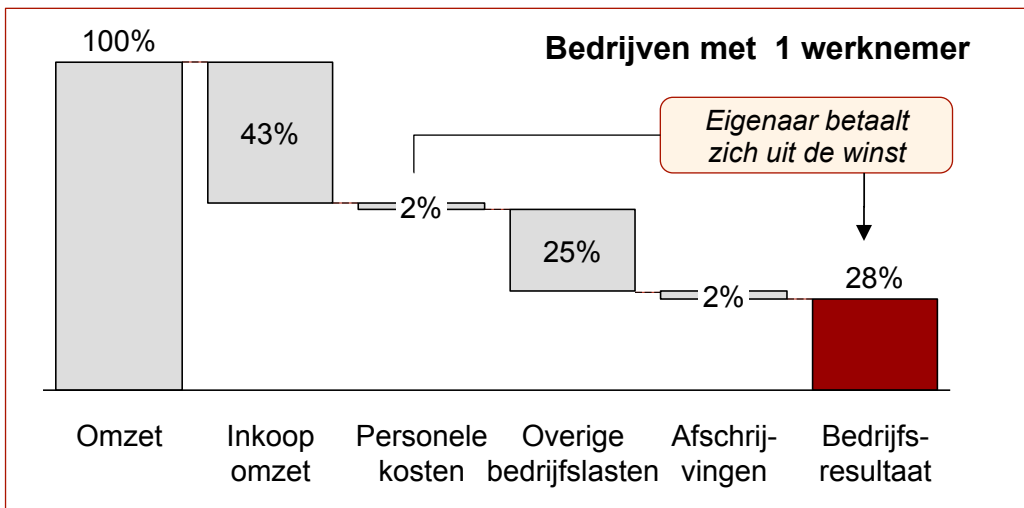 Bedrijven met 1 werknemer
Eigenaar betaalt
zich uit de winst
100%
43%
2%
25%
2%
28%
Omzet
Inkoop
omzet
Personele
kosten
Overige
bedrijfslasten
Afschrij-
vingen
Bedrijfs-
resultaat